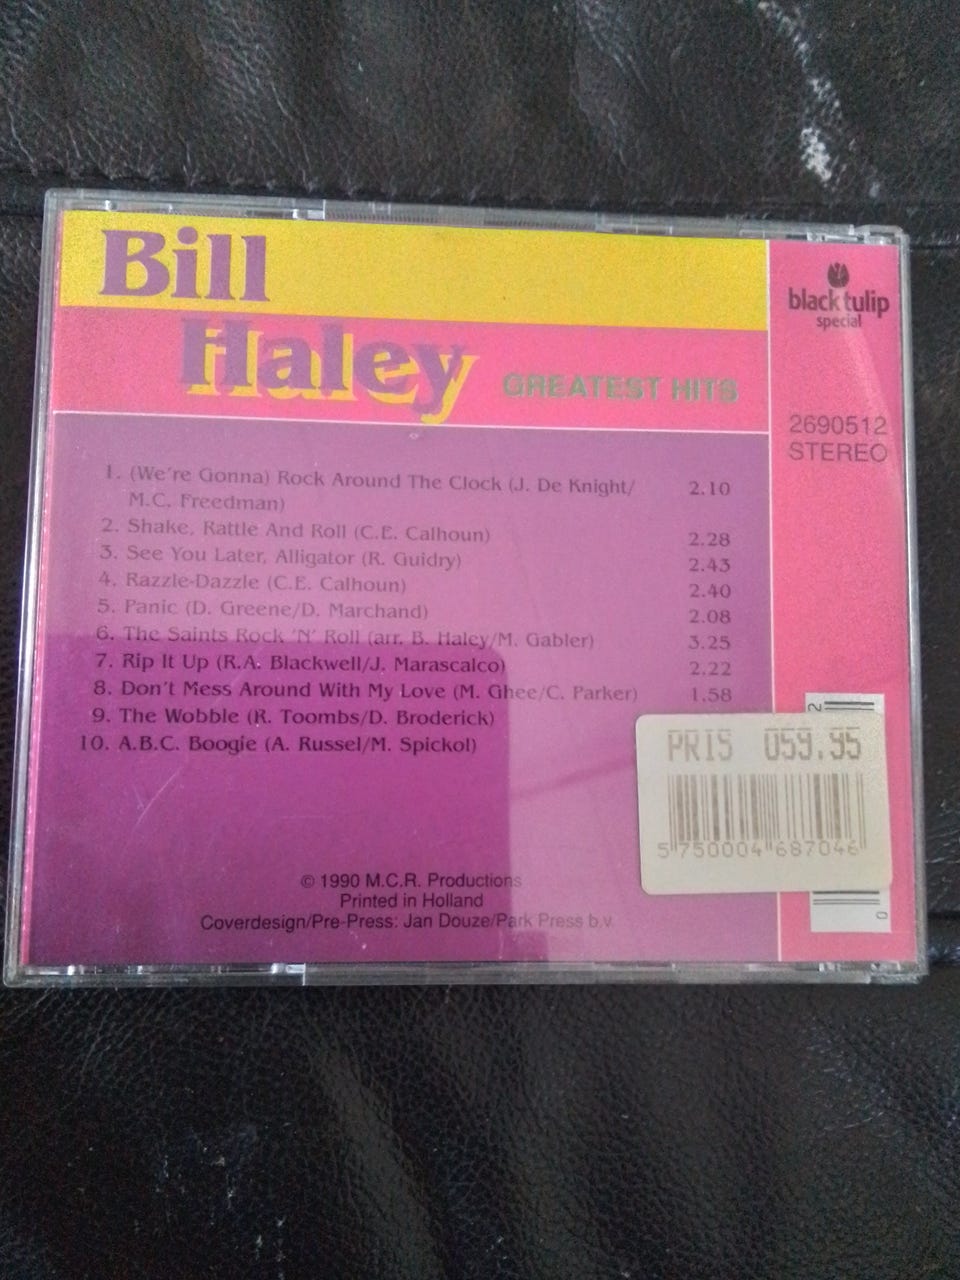 Bill
Haley GREATEST HITS
black tulip
special
2690512
STEREO
1. (We're Gonna) Rock Around The Clock (J. De Knight/ 2.10
M.C. Freedman)
2. Shake, Rattle And Roll (C.E. Calhoun) 2.28
3. See You Later, Alligator (R. Guidry) 2.43
4. Razzle-Dazzle (C.E. Calhoun) 2.40
5. Panic (D. Greene/D. Marchand) 2.08
6. The Saints Rock 'N' Roll (arr. B. Haley/M. Gabler) 3.25
7. Rip It Up (R.A. Blackwell/J. Marascalco) 2.22
8. Don't Mess Around With My Love (M. Ghee/C. Parker) 1.58
9. The Wobble (R. Toombs/D. Broderick)
10. A.B.C. Boogie (A. Russel/M. Spickol)
PRIS 059.95
5 750004 687046
2
0
© 1990 M.C.R. Productions
Printed in Holland
Coverdesign/Pre-Press: Jan Douze/Park Press b.v.